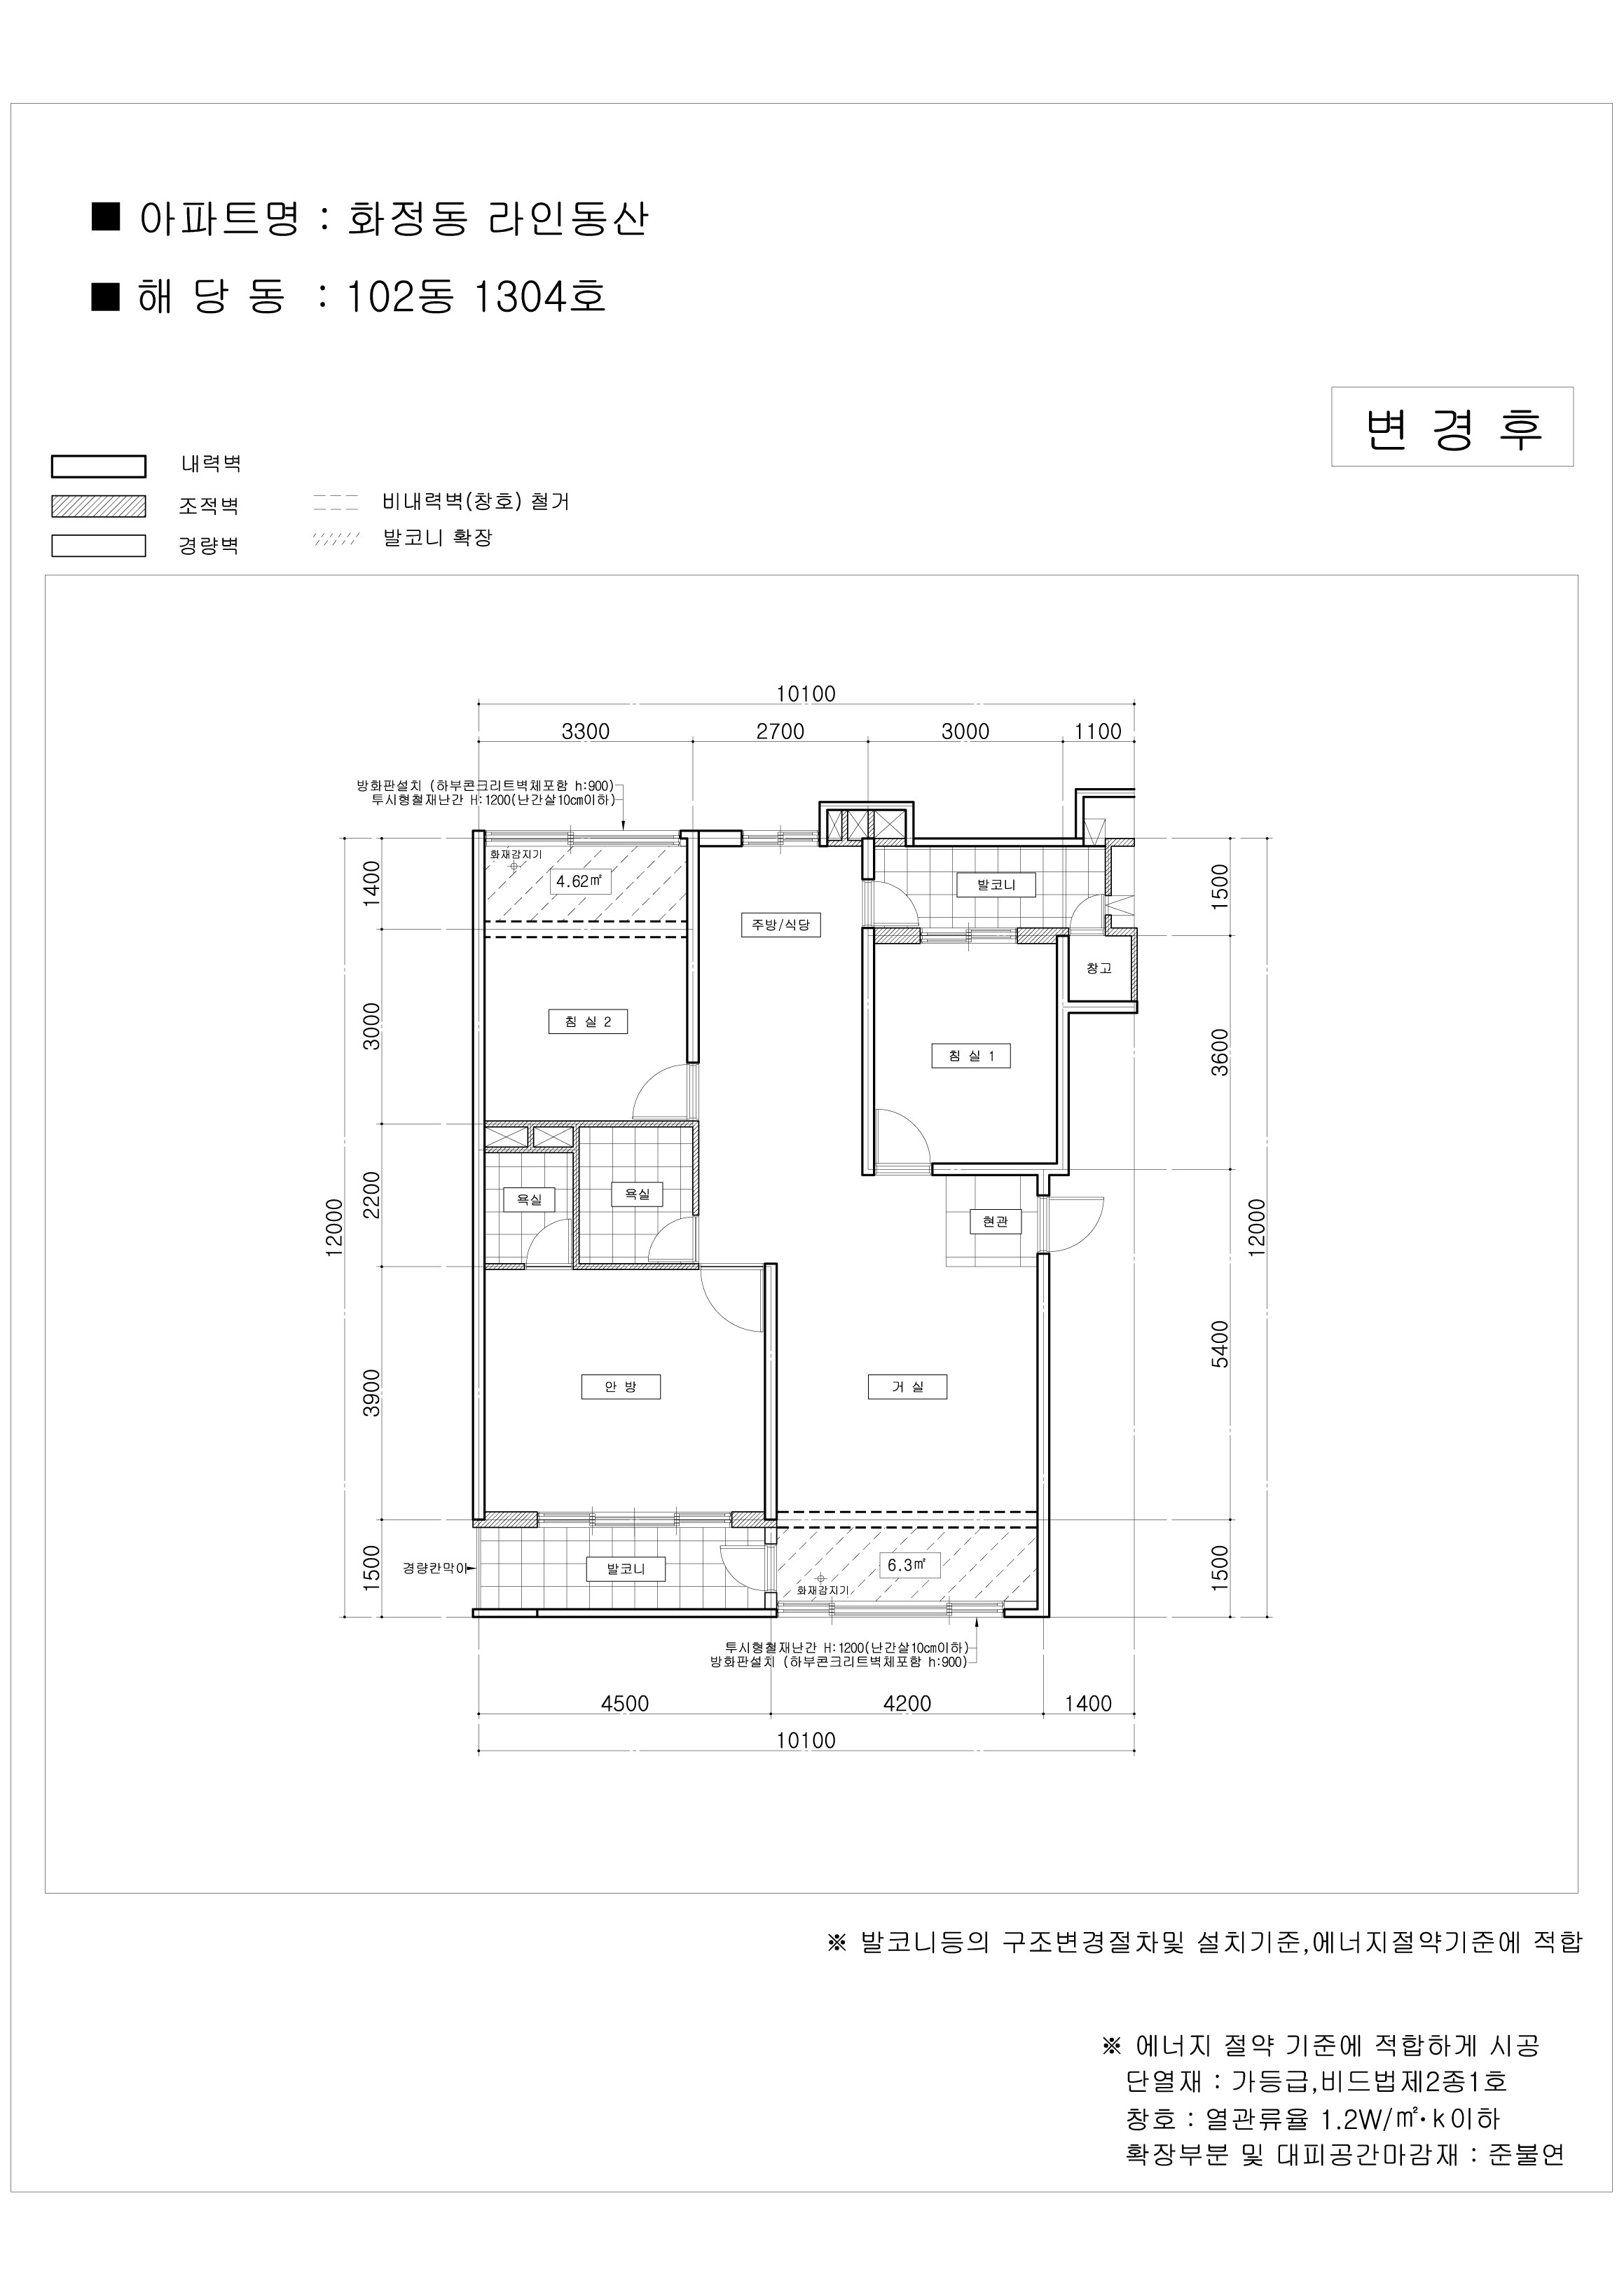 ■ 아파트명 : 화정동 라인동산
■ 해 당 동 : 102동 1304호
변 경 후
내력벽
조적벽
경량벽
비내력벽(창호) 철거
발코니 확장
10100
3300 2700 3000 1100
방화판설치 (하부콘크리트벽체포함 h:900)
투시형철재난간 H:1200(난간살10cm이하)
화재감지기
4.62㎡
발코니
주방/식당
창고
침 실 2
침 실 1
욕실
욕실
현관
안 방
거 실
경량칸막이
발코니
6.3㎡
화재감지기
1400
3000
2200
3900
1500
12000
1500
3600
5400
1500
12000
투시형철재난간 H:1200(난간살10cm이하)
방화판설치 (하부콘크리트벽체포함 h:900)
4500 4200 1400
10100
※ 발코니등의 구조변경절차및 설치기준,에너지절약기준에 적합
※ 에너지 절약 기준에 적합하게 시공
단열재 : 가등급,비드법제2종1호
창호 : 열관류율 1.2W/㎡·k이하
확장부분 및 대피공간마감재 : 준불연